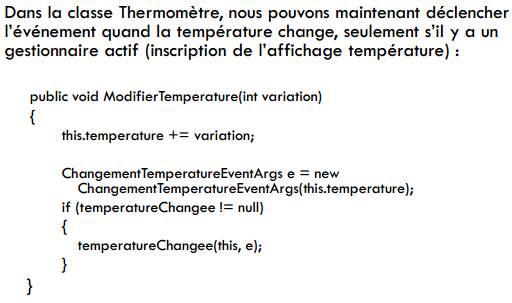 Dans la classe Thermomètre, nous pouvons maintenant déclencher
l'événement quand la température change, seulement s'il y a un
gestionnaire actif (inscription de l'affichage température) :
public void ModifierTemperature(int variation)
{
this.temperature += variation;
ChangementTemperatureEventArgs e = new
ChangementTemperatureEventArgs(this.temperature);
if (temperatureChangee != null)
{
temperatureChangee(this, e);
}
}